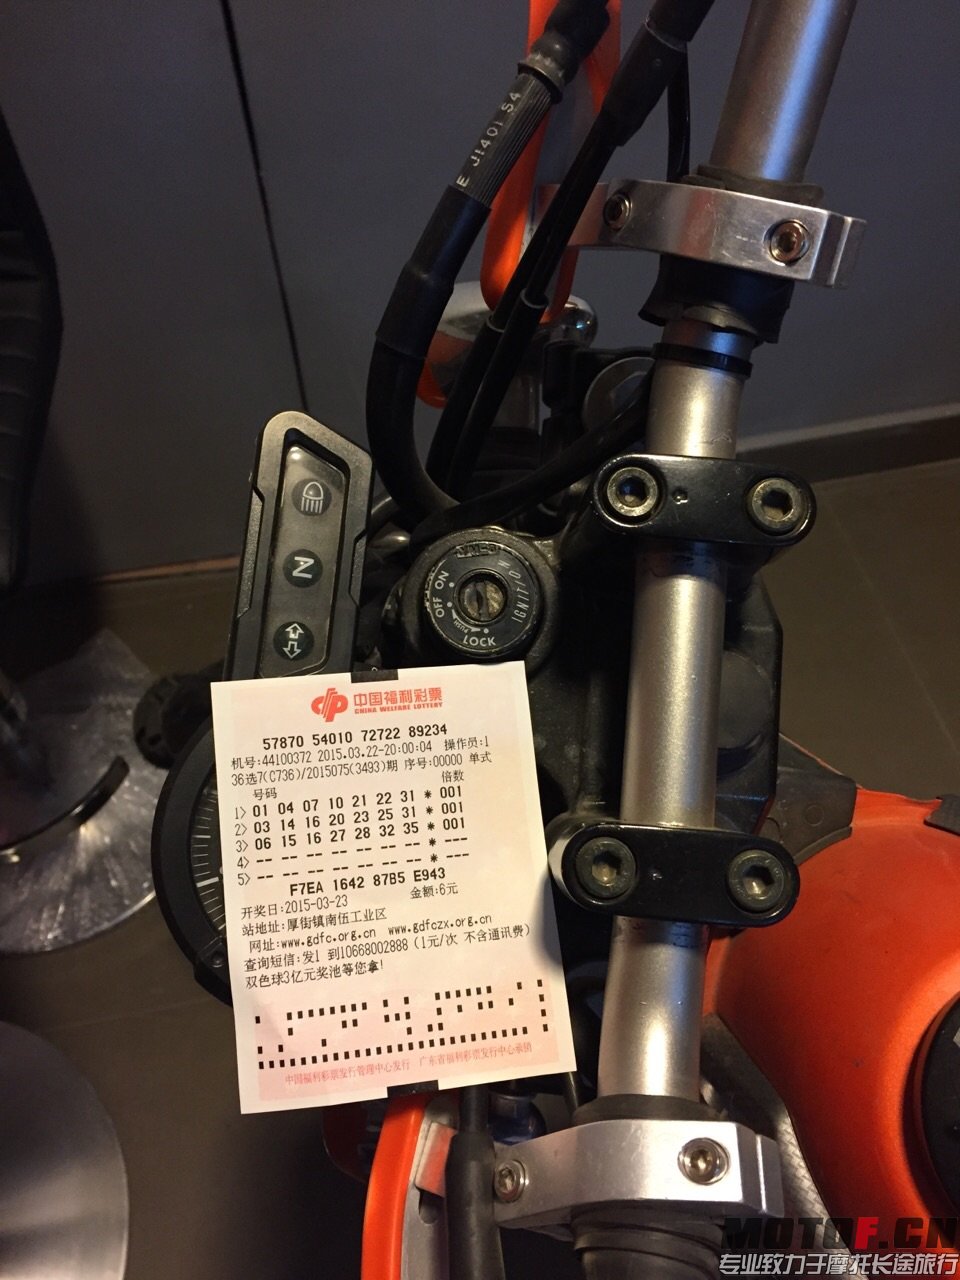 E J1401 54
N
IGNITION
ON
OFF
PUSH
LOCK
中国福利彩票
CHINA WELFARE LOTTERY
57870 54010 72722 89234
机号:44100372 2015.03.22-20:00:04 操作员:1
36选7(C736)/2015075(3493)期 序号:00000 单式
号码 倍数
1> 01 04 07 10 21 22 31 * 001
2> 03 14 16 20 23 25 31 * 001
3> 06 15 16 27 28 32 35 * 001
4> -- -- -- -- -- -- -- * ---
5> -- -- -- -- -- -- -- * ---
F7EA 1642 87B5 E943
开奖日:2015-03-23 金额:6元
站地址:厚街镇南伍工业区
网址:www.gdfc.org.cn www.gdfczx.org.cn
查询短信:发1 到10668002888(1元/次 不含通讯费)
双色球3亿元奖池等您拿!
中国福利彩票发行管理中心发行 广东省福利彩票发行中心承销
MOTOF.CN
专业致力于摩托长途旅行